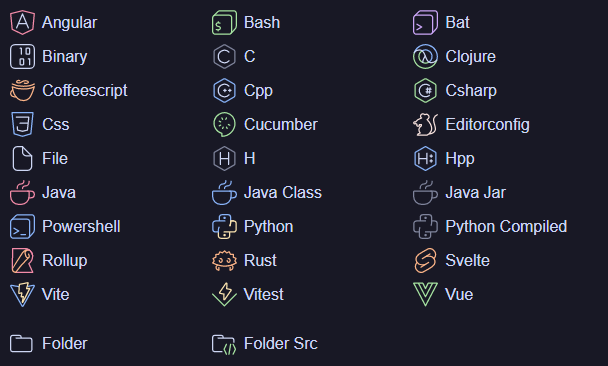 Angular Bash Bat
Binary C Clojure
Coffeescript Cpp Csharp
Css Cucumber Editorconfig
File H Hpp
Java Java Class Java Jar
Powershell Python Python Compiled
Rollup Rust Svelte
Vite Vitest Vue
Folder Folder Src